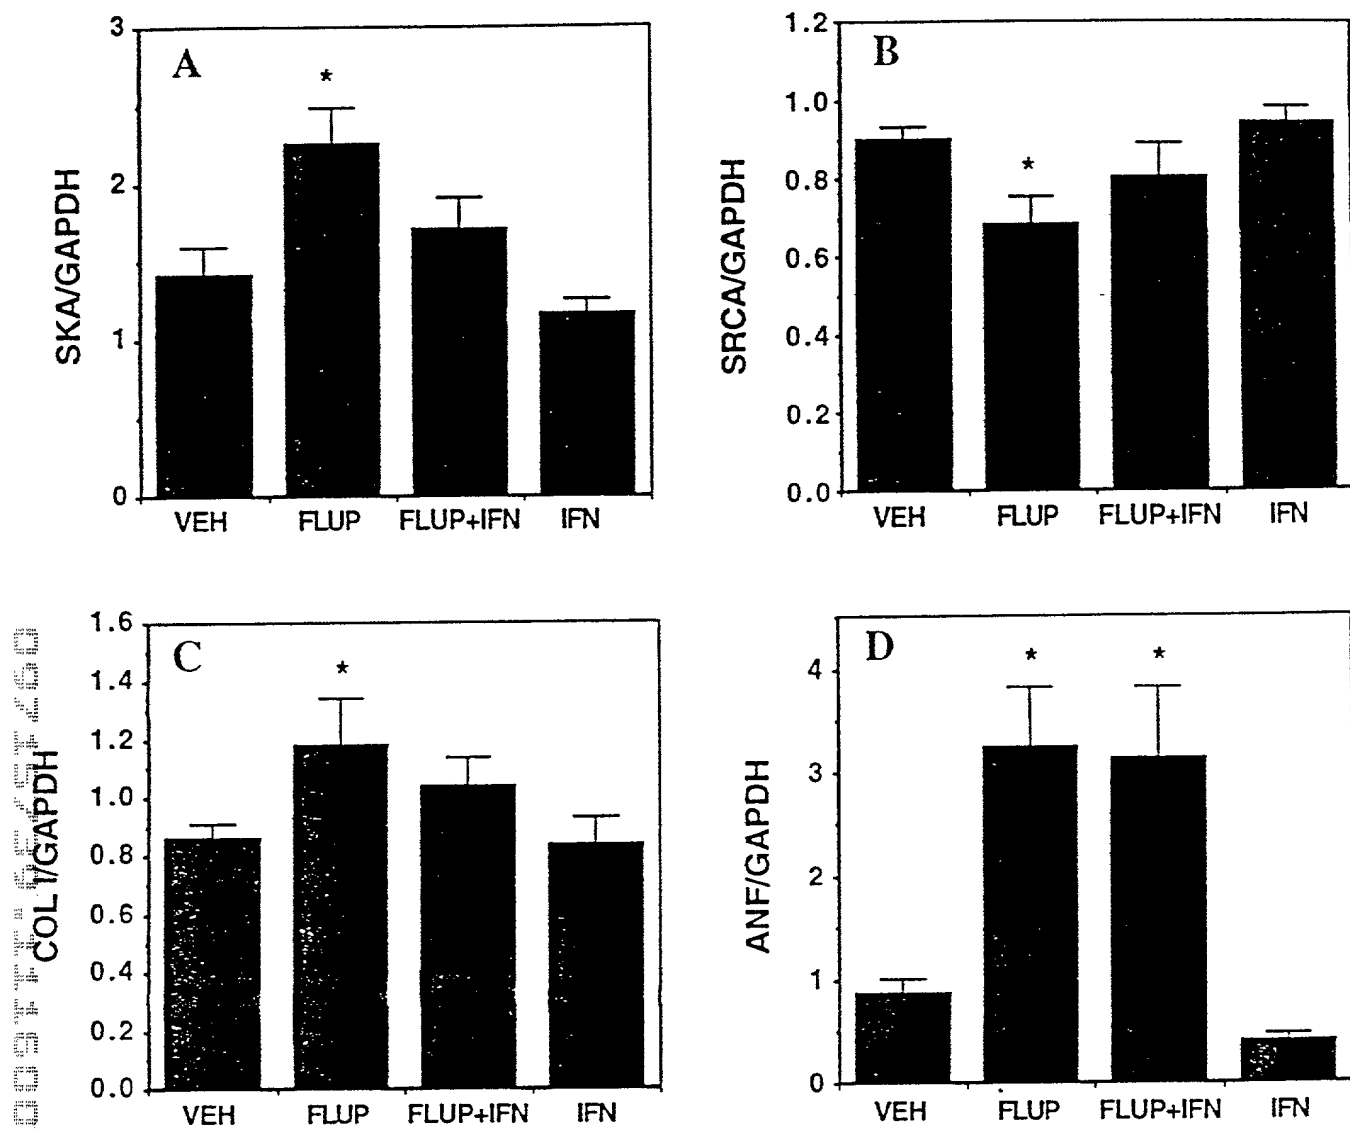 A
*
SKA/GAPDH
3
2
1
0
VEH FLUP FLUP+IFN IFN
B
*
SRCA/GAPDH
1.2
1.0
0.8
0.6
0.4
0.2
0.0
VEH FLUP FLUP+IFN IFN
C
*
COL I/GAPDH
1.6
1.4
1.2
1.0
0.8
0.6
0.4
0.2
0.0
VEH FLUP FLUP+IFN IFN
D
* *
ANF/GAPDH
4
3
2
1
0
VEH FLUP FLUP+IFN IFN